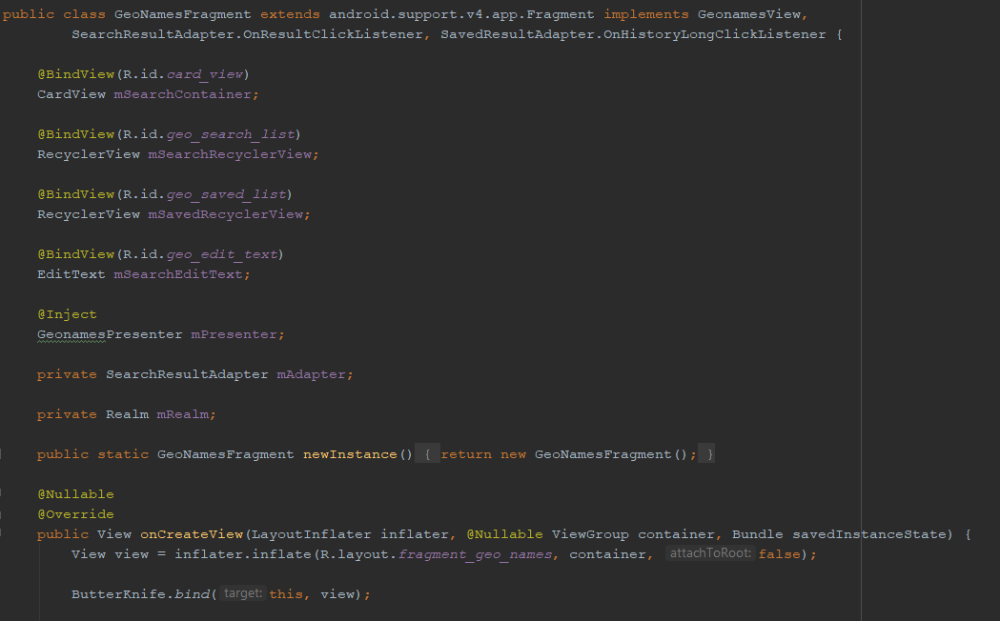 public class GeoNamesFragment extends android.support.v4.app.Fragment implements GeonamesView,
SearchResultAdapter.OnResultClickListener, SavedResultAdapter.OnHistoryLongClickListener {
@BindView(R.id.card_view)
CardView mSearchContainer;
@BindView(R.id.geo_search_list)
RecyclerView mSearchRecyclerView;
@BindView(R.id.geo_saved_list)
RecyclerView mSavedRecyclerView;
@BindView(R.id.geo_edit_text)
EditText mSearchEditText;
@Inject
GeonamesPresenter mPresenter;
private SearchResultAdapter mAdapter;
private Realm mRealm;
public static GeoNamesFragment newInstance() { return new GeoNamesFragment(); }
@Nullable
@Override
public View onCreateView(LayoutInflater inflater, @Nullable ViewGroup container, Bundle savedInstanceState) {
View view = inflater.inflate(R.layout.fragment_geo_names, container, attachToRoot: false);
ButterKnife.bind( target: this, view);